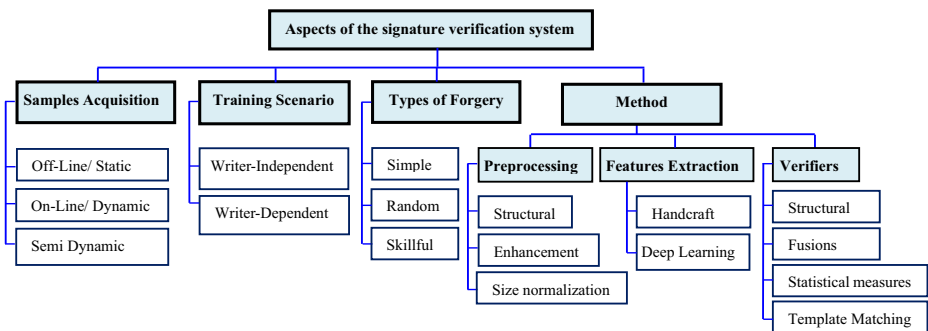 Aspects of the signature verification system
Samples Acquisition
Training Scenario
Types of Forgery
Method
Off-Line/ Static
On-Line/ Dynamic
Semi Dynamic
Writer-Independent
Writer-Dependent
Simple
Random
Skillful
Preprocessing
Features Extraction
Verifiers
Structural
Enhancement
Size normalization
Handcraft
Deep Learning
Structural
Fusions
Statistical measures
Template Matching